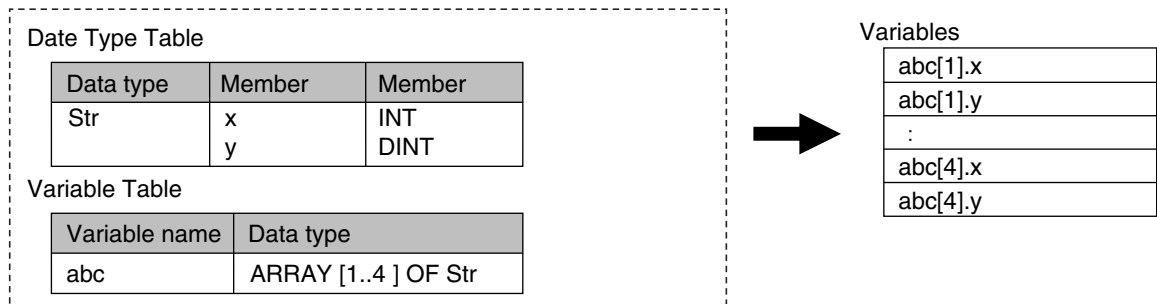 Date Type Table
Data type Member Member
Str x INT
y DINT
Variable Table
Variable name Data type
abc ARRAY [1..4 ] OF Str
Variables
abc[1].x
abc[1].y
:
abc[4].x
abc[4].y